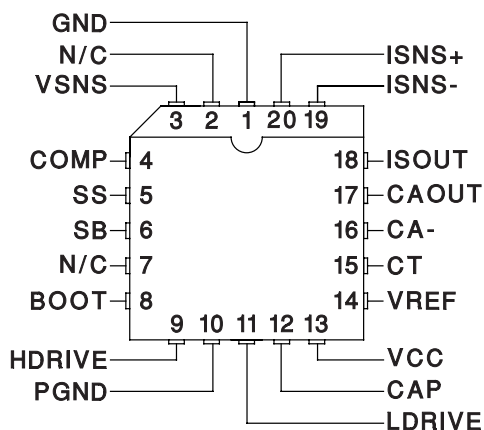 GND
N/C
ISNS+
VSNS
ISNS-
3 2 1 20 19
COMP 4
18 ISOUT
SS 5
17 CAOUT
SB 6
16 CA-
N/C 7
15 CT
BOOT 8
14 VREF
9 10 11 12 13
HDRIVE
VCC
PGND
CAP
LDRIVE